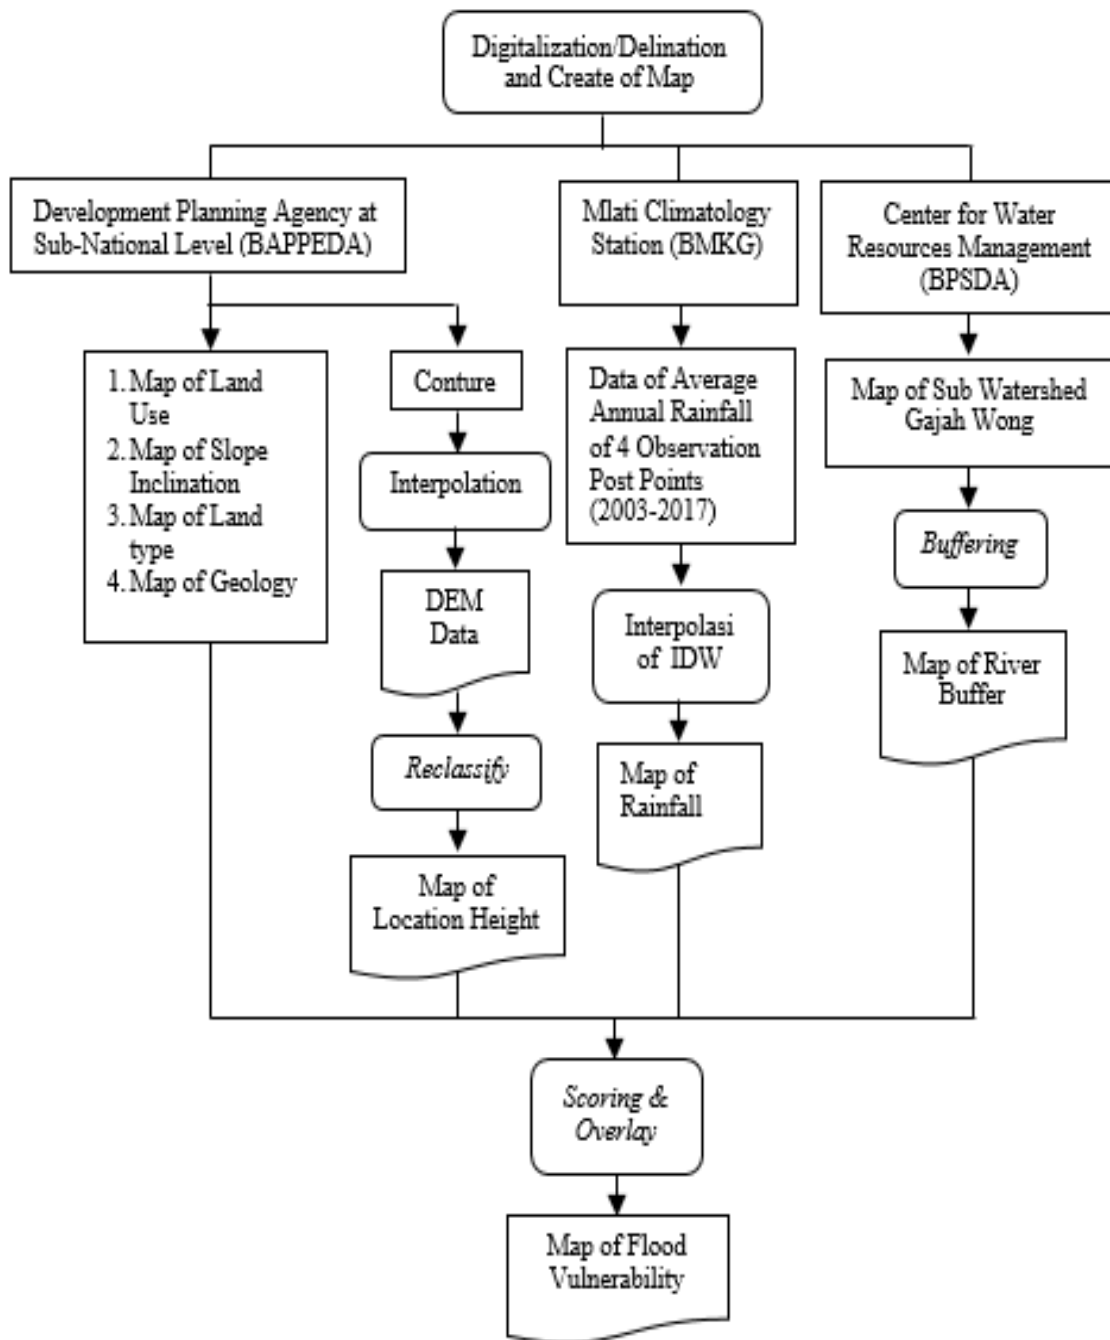 Digitalization/Delination
and Create of Map
Development Planning Agency at
Sub-National Level (BAPPEDA)
Mlati Climatology
Station (BMKG)
Center for Water
Resources Management
(BPSDA)
1. Map of Land
Use
2. Map of Slope
Inclination
3. Map of Land
type
4. Map of Geology
Conture
Interpolation
DEM
Data
Reclassify
Map of
Location Height
Data of Average
Annual Rainfall
of 4 Observation
Post Points
(2003-2017)
Interpolasi
of IDW
Map of
Rainfall
Map of Sub Watershed
Gajah Wong
Buffering
Map of River
Buffer
Scoring &
Overlay
Map of Flood
Vulnerability